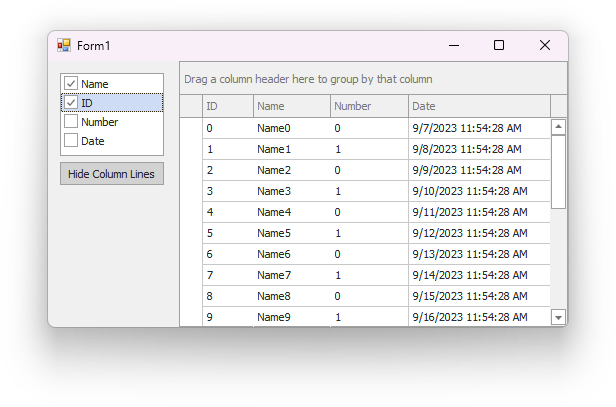 Form1
Name
ID
Number
Date
Hide Column Lines
Drag a column header here to group by that column
ID Name Number Date
0 Name0 0 9/7/2023 11:54:28 AM
1 Name1 1 9/8/2023 11:54:28 AM
2 Name2 0 9/9/2023 11:54:28 AM
3 Name3 1 9/10/2023 11:54:28 AM
4 Name4 0 9/11/2023 11:54:28 AM
5 Name5 1 9/12/2023 11:54:28 AM
6 Name6 0 9/13/2023 11:54:28 AM
7 Name7 1 9/14/2023 11:54:28 AM
8 Name8 0 9/15/2023 11:54:28 AM
9 Name9 1 9/16/2023 11:54:28 AM